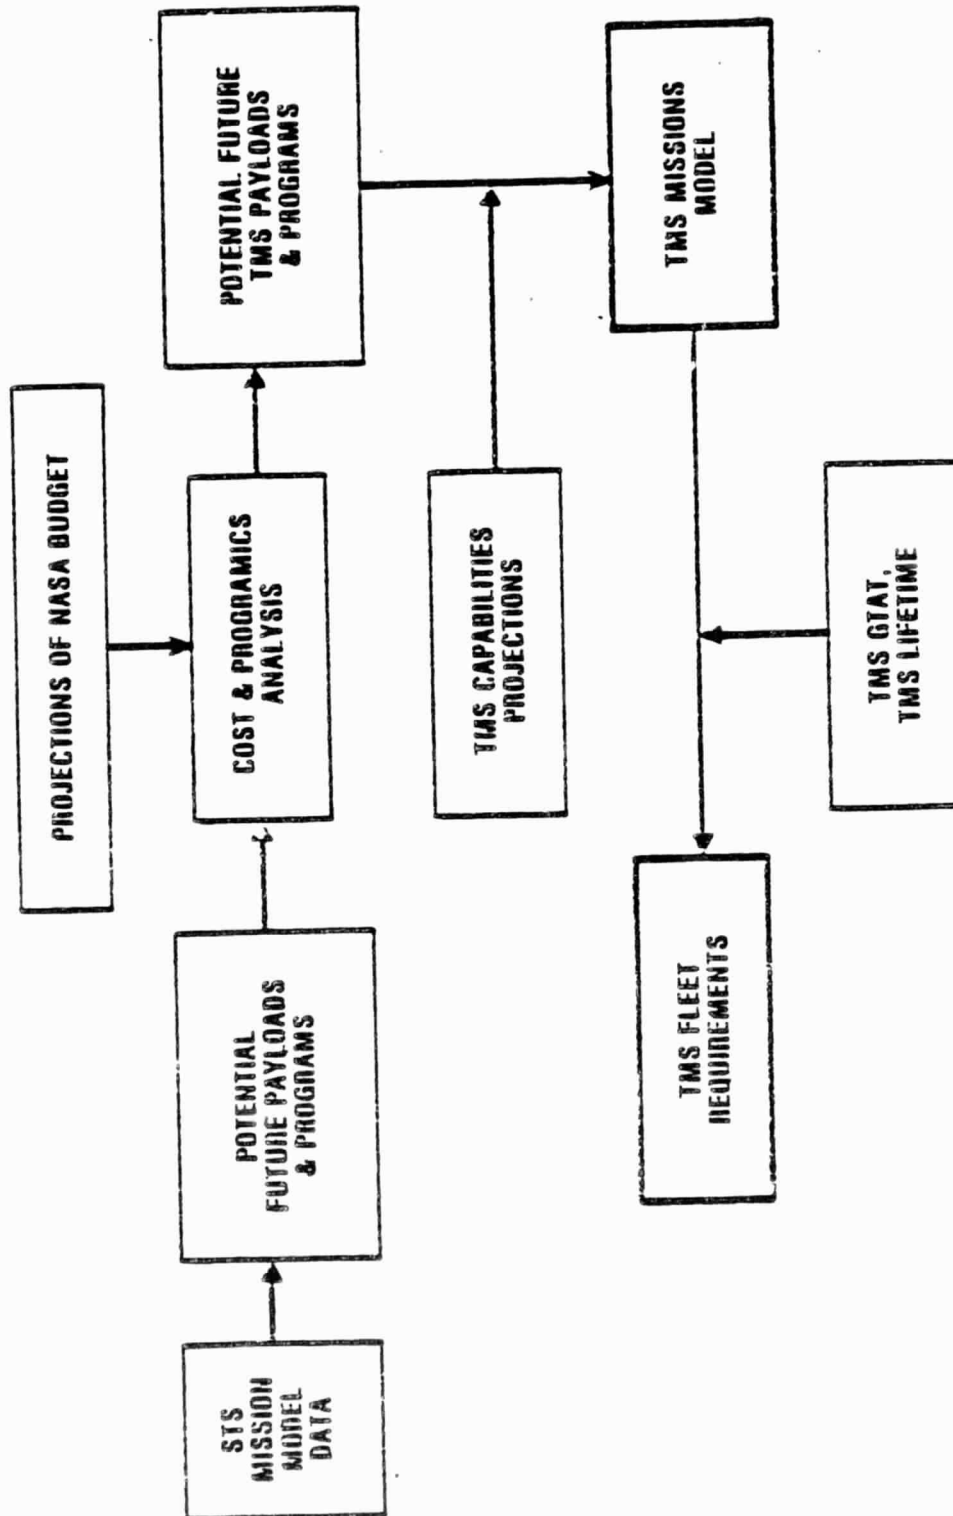 PROJECTIONS OF NASA BUDGET
STS
MISSION
MODEL
DATA
POTENTIAL
FUTURE PAYLOADS
& PROGRAMS
COST & PROGRAMICS
ANALYSIS
POTENTIAL FUTURE
TMS PAYLOADS
& PROGRAMS
TMS CAPABILITIES
PROJECTIONS
TMS FLEET
REQUIREMENTS
TMS MISSIONS
MODEL
TMS GTAT,
TMS LIFETIME